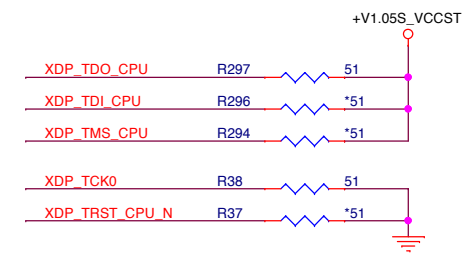 +V1.05S_VCCST
XDP_TDO_CPU R297 51
XDP_TDI_CPU R296 *51
XDP_TMS_CPU R294 *51
XDP_TCK0 R38 51
XDP_TRST_CPU_N R37 *51